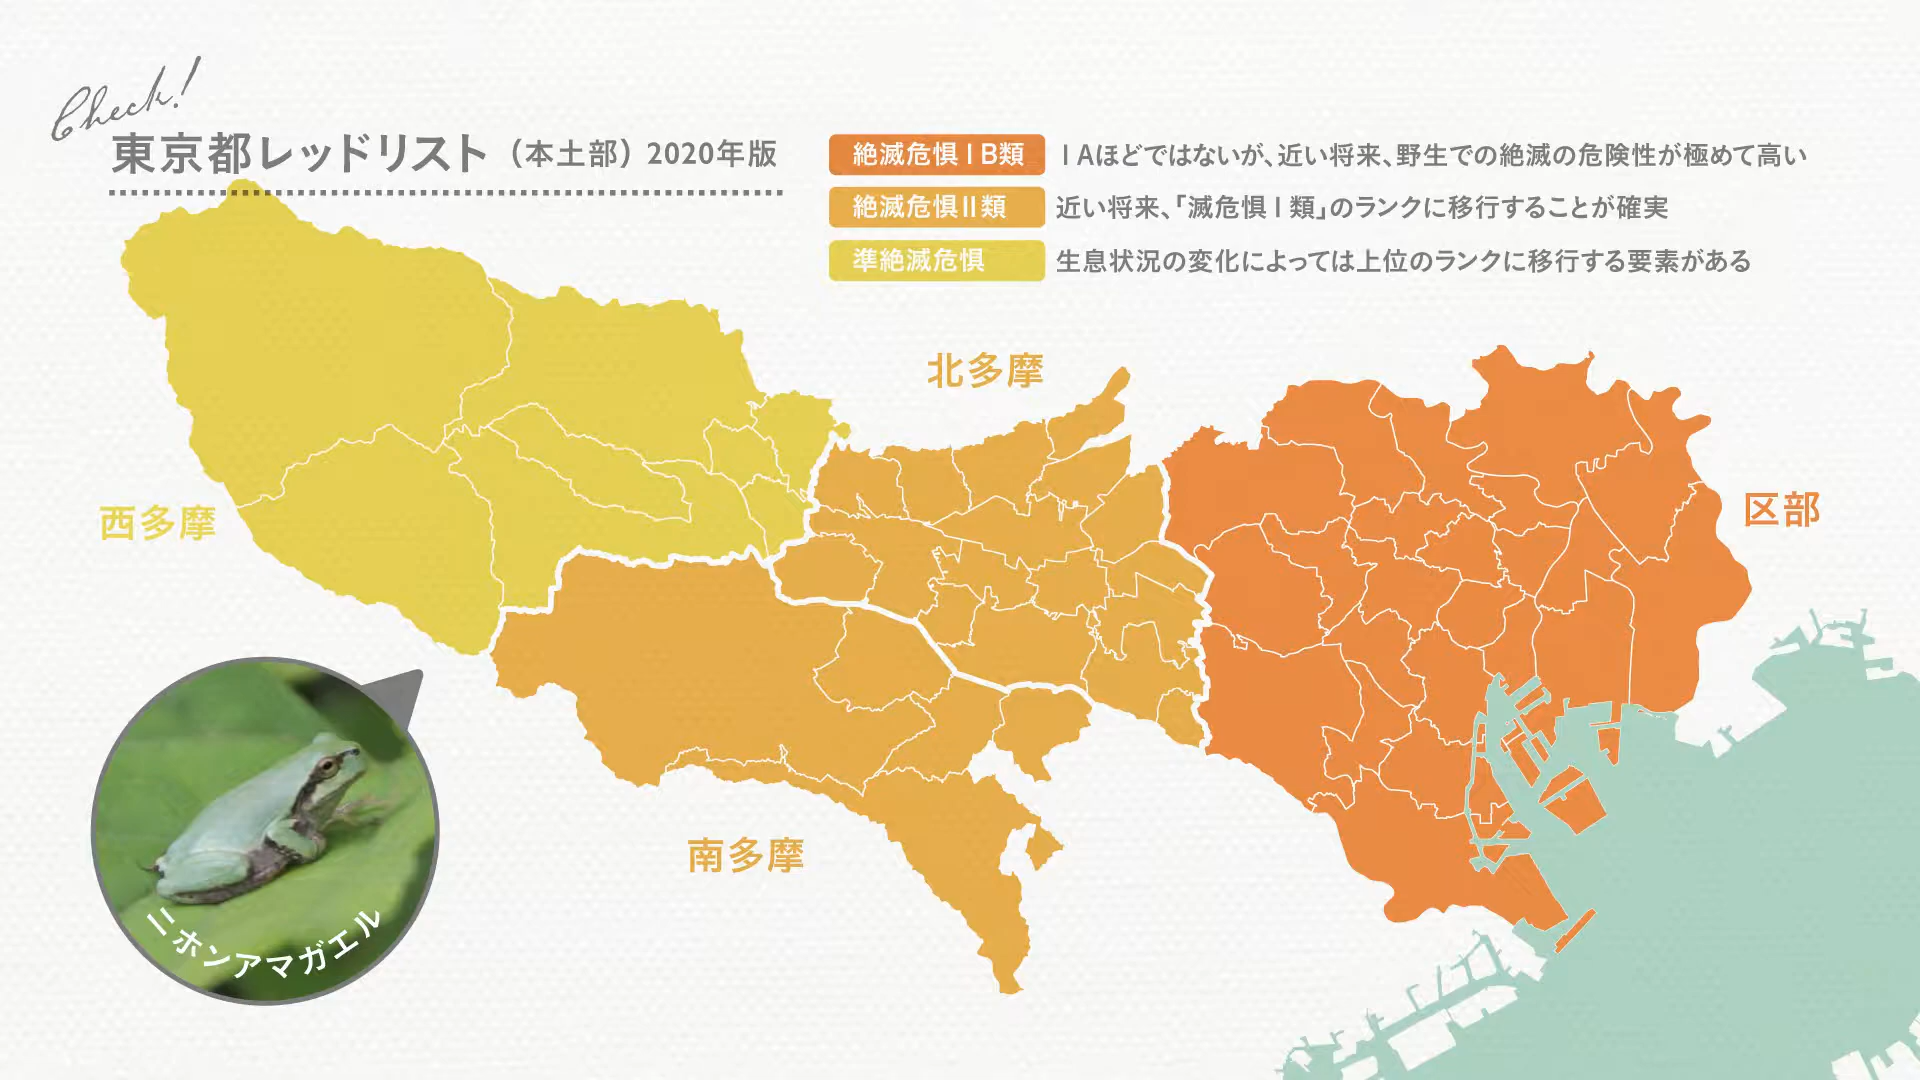 Check!
東京都レッドリスト（本土部）2020年版
絶滅危惧ⅠB類 ⅠAほどではないが、近い将来、野生での絶滅の危険性が極めて高い
絶滅危惧Ⅱ類 近い将来、「滅危惧Ⅰ類」のランクに移行することが確実
準絶滅危惧 生息状況の変化によっては上位のランクに移行する要素がある
北多摩
西多摩
区部
南多摩
ニホンアマガエル